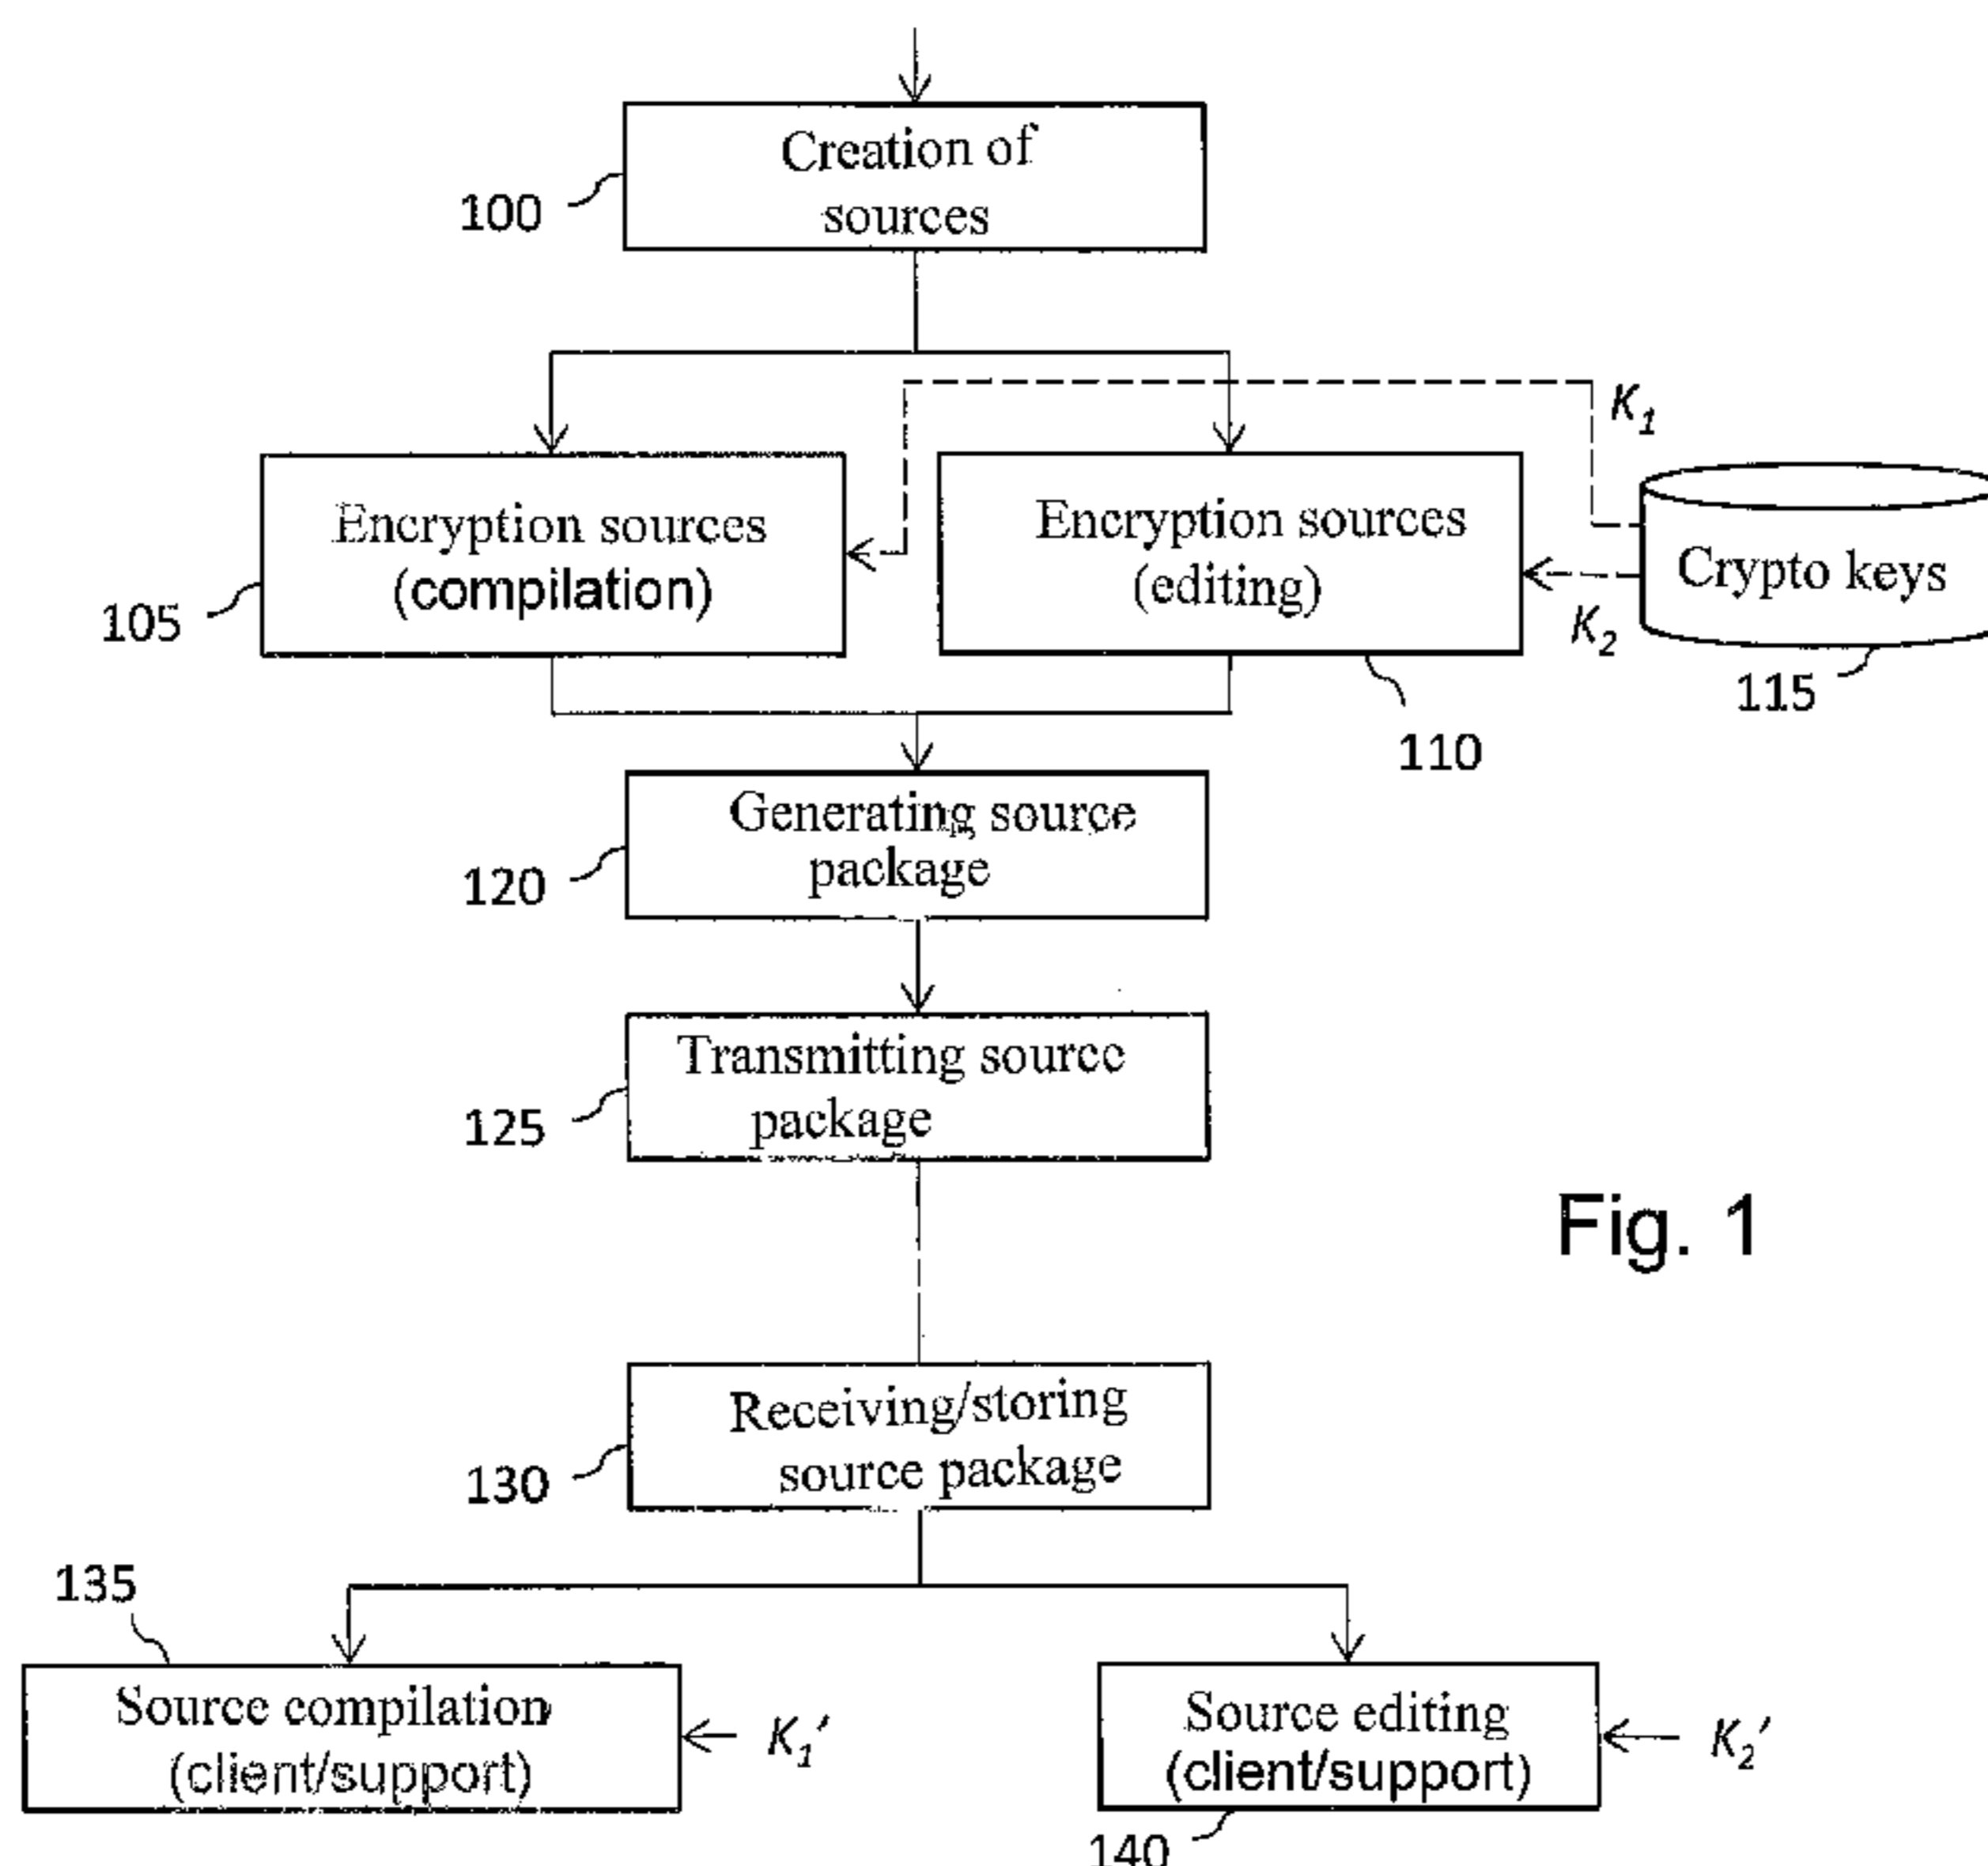 Creation of
sources
100
K1
Encryption sources
(compilation)
105
Encryption sources
(editing)
110
Crypto keys
K2
115
Generating source
package
120
Transmitting source
package
125
Fig. 1
Receiving/storing
source package
130
135
Source compilation
(client/support)
K1'
Source editing
(client/support)
K2'
140